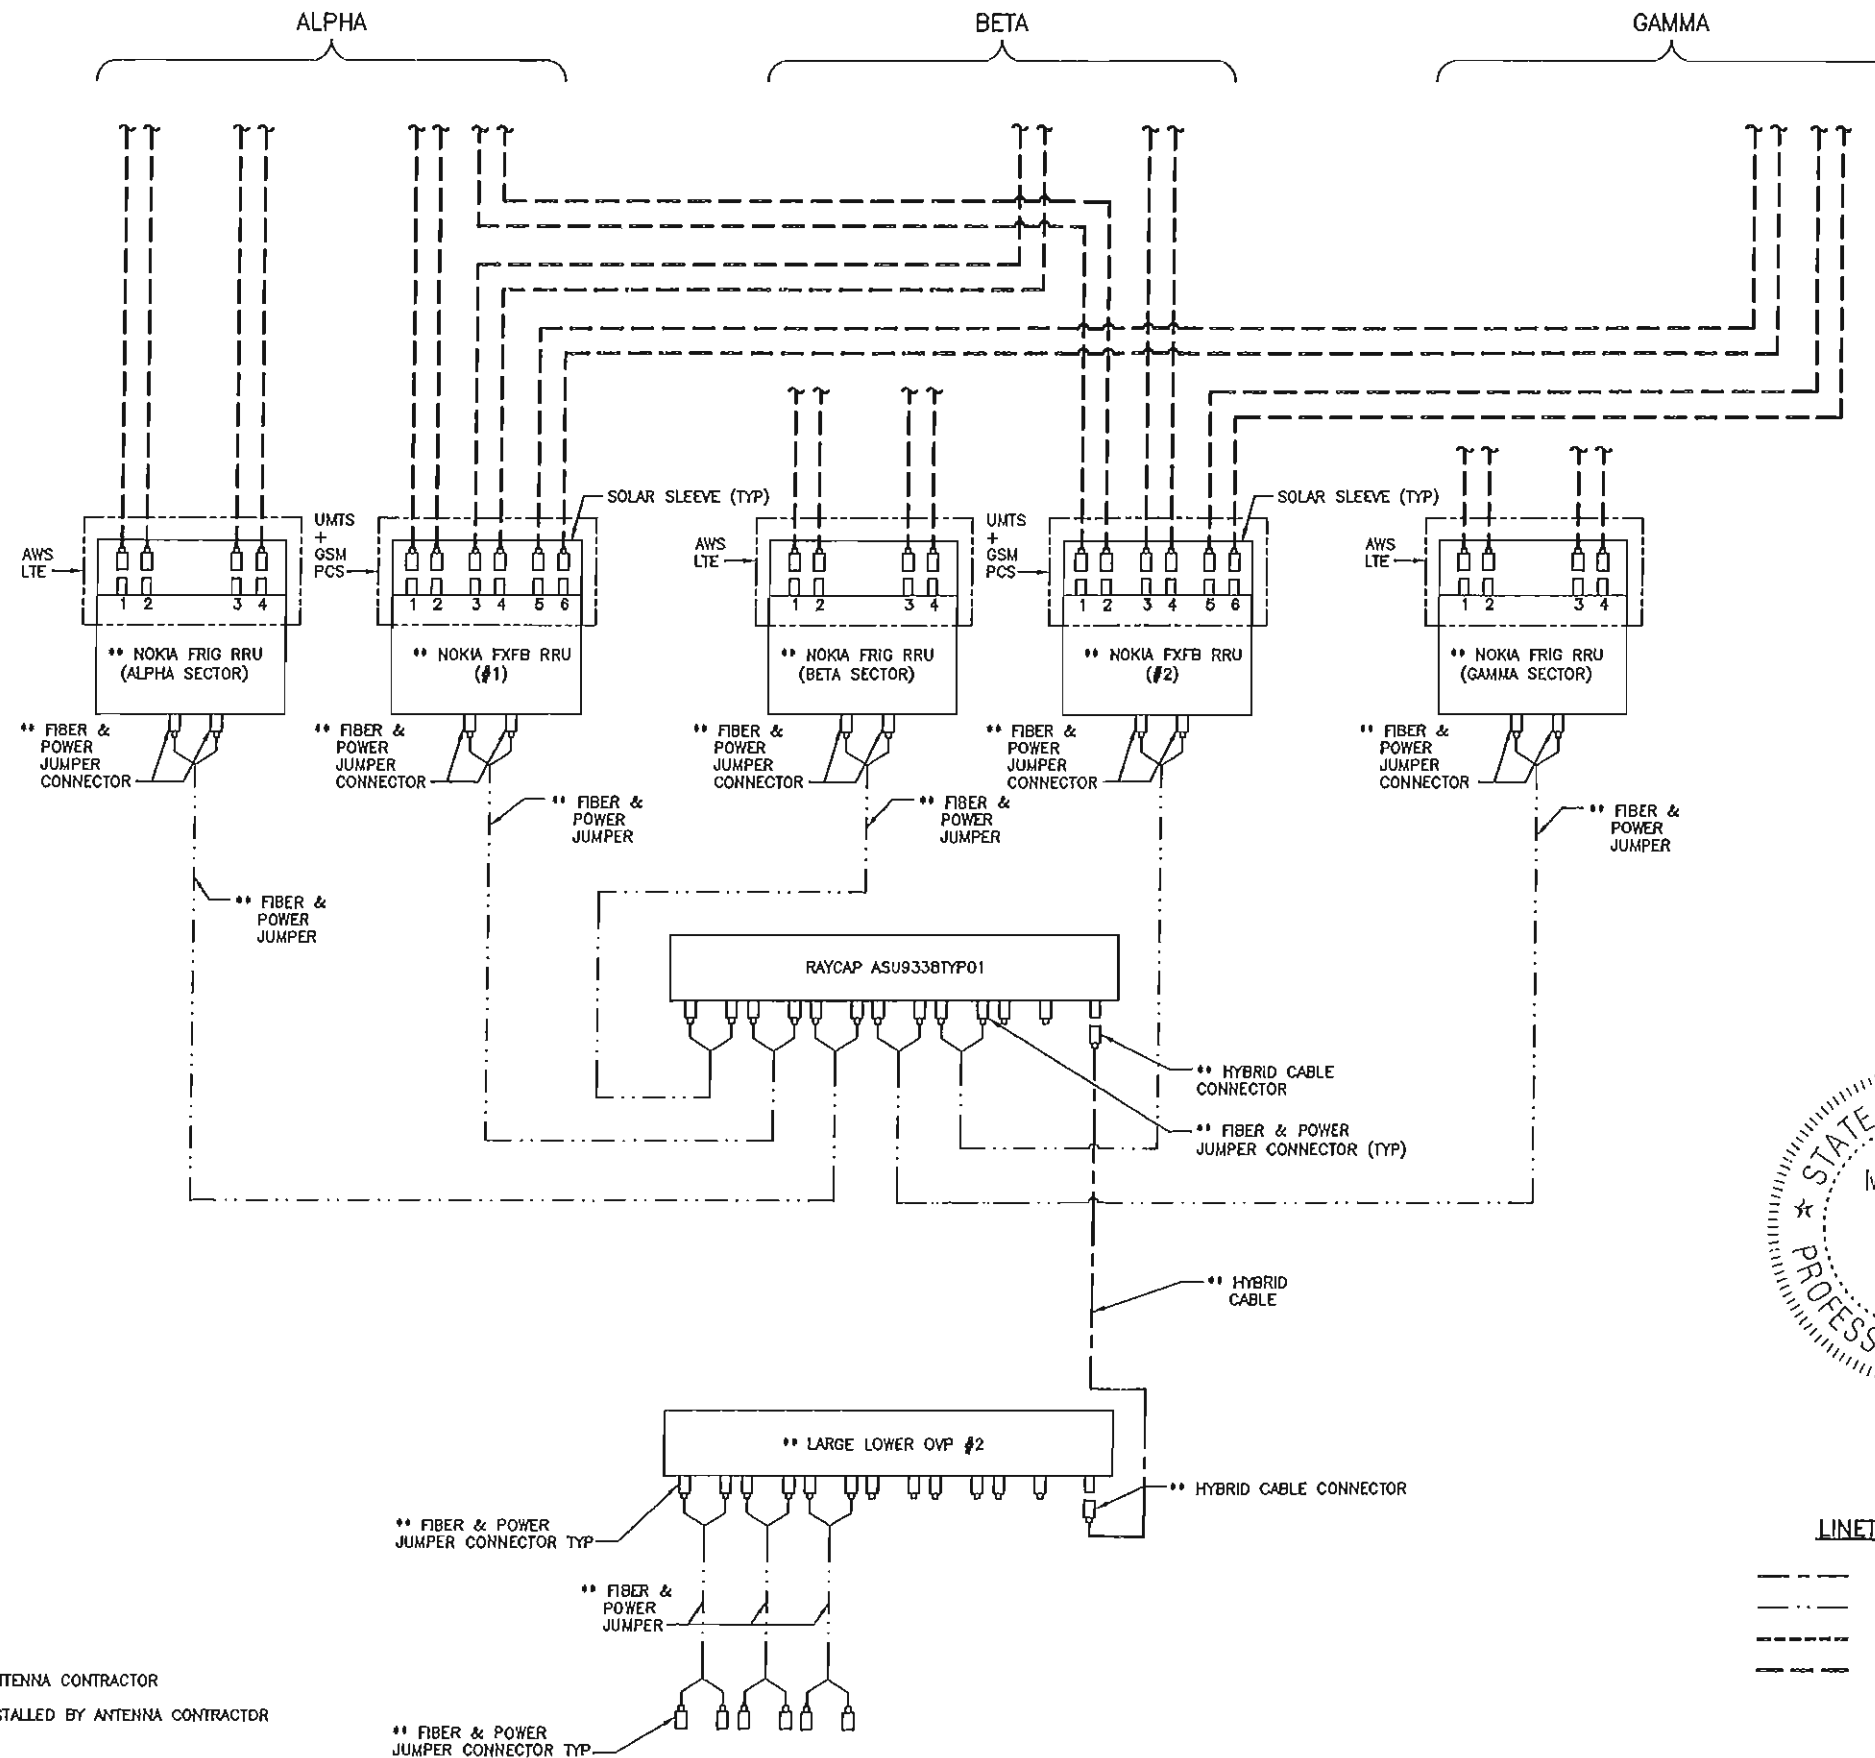 ALPHA
BETA
GAMMA
SOLAR SLEEVE (TYP)
SOLAR SLEEVE (TYP)
AWS
LTE
UMTS
+
GSM
PCS
AWS
LTE
UMTS
+
GSM
PCS
AWS
LTE
1 2 3 4
1 2 3 4 5 6
1 2 3 4
1 2 3 4 5 6
1 2 3 4
** NOKIA FRIG RRU
(ALPHA SECTOR)
** NOKIA FXFB RRU
(#1)
** NOKIA FRIG RRU
(BETA SECTOR)
** NOKIA FXFB RRU
(#2)
** NOKIA FRIG RRU
(GAMMA SECTOR)
** FIBER &
POWER
JUMPER
CONNECTOR
** FIBER &
POWER
JUMPER
CONNECTOR
** FIBER &
POWER
JUMPER
CONNECTOR
** FIBER &
POWER
JUMPER
CONNECTOR
** FIBER &
POWER
JUMPER
CONNECTOR
** FIBER &
POWER
JUMPER
** FIBER &
POWER
JUMPER
** FIBER &
POWER
JUMPER
** FIBER &
POWER
JUMPER
RAYCAP ASU9338TYP01
** HYBRID CABLE
CONNECTOR
** FIBER & POWER
JUMPER CONNECTOR (TYP)
STATE
PROFESS
** HYBRID
CABLE
** LARGE LOWER OVP #2
** HYBRID CABLE CONNECTOR
** FIBER & POWER
JUMPER CONNECTOR TYP
** FIBER &
POWER
JUMPER
LINET
TENNA CONTRACTOR
STALLED BY ANTENNA CONTRACTOR
** FIBER & POWER
JUMPER CONNECTOR TYP